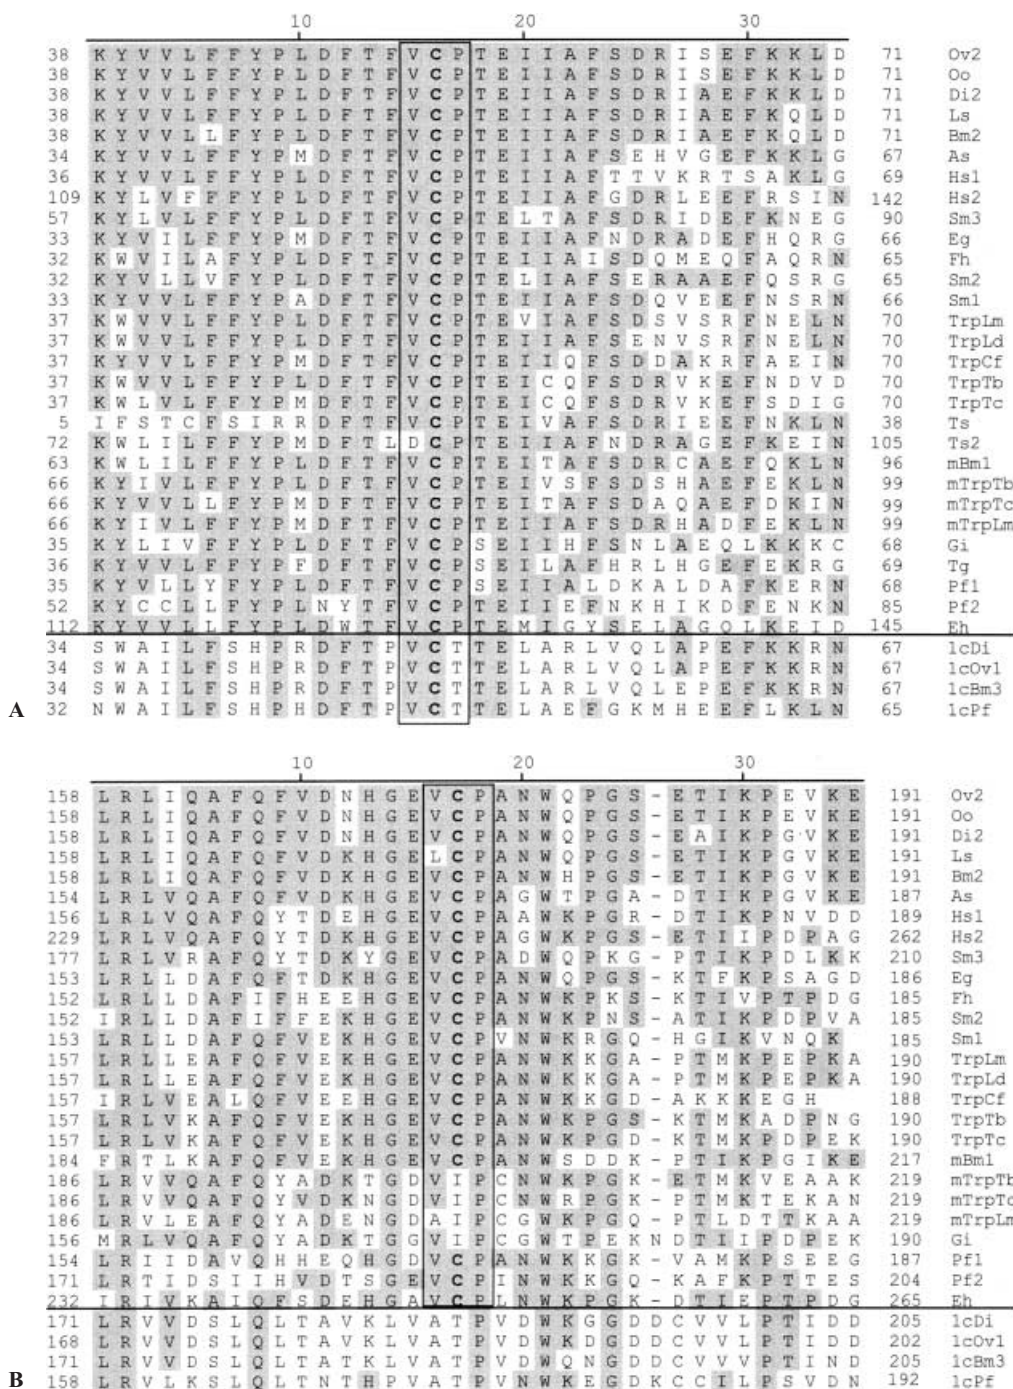 10 20 30
38 K Y V V L F F Y P L D F T F V C P T E I I A F S D R I S E F K K L D 71 Ov2
38 K Y V V L F F Y P L D F T F V C P T E I I A F S D R I S E F K K L D 71 Oo
38 K Y V V L F F Y P L D F T F V C P T E I I A F S D R I A E F K K L D 71 Di2
38 K Y V V L F F Y P L D F T F V C P T E I I A F S D R I A E F K Q L D 71 Ls
38 K Y V V L L F Y P L D F T F V C P T E I I A F S D R I A E F K Q L D 71 Bm2
34 K Y V V L F F Y P M D F T F V C P T E I I A F S E H V G E F K K L G 67 As
36 K Y V V L F F Y P L D F T F V C P T E I I A F T T V K R T S A K L G 69 Hs1
109 K Y L V F F F Y P L D F T F V C P T E I I A F G D R L E E F R S I N 142 Hs2
57 K Y L V L F F Y P L D F T F V C P T E L T A F S D R I D E F K N E G 90 Sm3
33 K Y V I L F F Y P M D F T F V C P T E I I A F N D R A D E F H Q R G 66 Eg
32 K W V I L A F Y P L D F T F V C P T E I I A I S D Q M E Q F A Q R N 65 Fh
32 K Y V L L V F Y P L D F T F V C P T E L I A F S E R A A E F Q S R G 65 Sm2
33 K Y V V L F F Y P A D F T F V C P T E I I A F S D Q V E E F N S R N 66 Sm1
37 K W V V L F F Y P L D F T F V C P T E V I A F S D S V S R F N E L N 70 TrpLm
37 K W V V L F F Y P L D F T F V C P T E I I A F S E N V S R F N E L N 70 TrpLd
37 K Y V V L F F Y P M D F T F V C P T E I I Q F S D D A K R F A E I N 70 TrpCf
37 K W V V L F F Y P L D F T F V C P T E I C Q F S D R V K E F N D V D 70 TrpTb
37 K W L V L F F Y P M D F T F V C P T E I C Q F S D R V K E F S D I G 70 TrpTc
5 I F S T C F S I R R D F T F V C P T E I V A F S D R I E E F N K L N 38 Ts
72 K W L I L F F Y P M D F T L D C P T E I I A F N D R A G E F K E I N 105 Ts2
63 K W L I L F F Y P L D F T F V C P T E I T A F S D R C A E F Q K L N 96 mBm1
66 K Y I V L F F Y P M D F T F V C P T E I V S F S D S H A E F E K L N 99 mTrpTb
66 K Y V V L L F Y P M D F T F V C P T E I T A F S D A Q A E F D K I N 99 mTrpTc
66 K Y I V L F F Y P M D F T F V C P T E I I A F S D R H A D F E K L N 99 mTrpLm
35 K Y L I V F F Y P L D F T F V C P S E I I H F S N L A E Q L K K K C 68 Gi
36 K Y V V L F F Y P F D F T F V C P S E I L A F H R L H G E F E K R G 69 Tg
35 K Y V L L Y F Y P L D F T F V C P S E I I A L D K A L D A F K E R N 68 Pf1
52 K Y C C L L F Y P L N Y T F V C P T E I I E F N K H I K D F E N K N 85 Pf2
112 K Y V V L L F Y P L D W T F V C P T E M I G Y S E L A G Q L K E I D 145 Eh
34 S W A I L F S H P R D F T P V C T T E L A R L V Q L A P E F K K R N 67 1cDi
34 S W A I L F S H P R D F T P V C T T E L A R L V Q L A P E F K K R N 67 1cOv1
34 S W A I L F S H P R D F T P V C T T E L A R L V Q L E P E F K K R N 67 1cBm3
32 N W A I L F S H P H D F T P V C T T E L A E F G K M H E E F L K L N 65 1cPf
A
10 20 30
158 L R L I Q A F Q F V D N H G E V C P A N W Q P G S - E T I K P E V K E 191 Ov2
158 L R L I Q A F Q F V D N H G E V C P A N W Q P G S - E T I K P E V K E 191 Oo
158 L R L I Q A F Q F V D N H G E V C P A N W Q P G S - E A I K P G V K E 191 Di2
158 L R L I Q A F Q F V D K H G E L C P A N W Q P G S - E T I K P G V K E 191 Ls
158 L R L I Q A F Q F V D K H G E V C P A N W H P G S - E T I K P G V K E 191 Bm2
154 L R L V Q A F Q F V D K H G E V C P A G W T P G A - D T I K P G V K E 187 As
156 L R L V Q A F Q Y T D E H G E V C P A A W K P G R - D T I K P N V D D 189 Hs1
229 L R L V Q A F Q Y T D K H G E V C P A G W K P G S - E T I I P D P A G 262 Hs2
177 L R L V R A F Q Y T D K Y G E V C P A D W Q P K G - P T I K P D L K K 210 Sm3
153 L R L L D A F Q F T D K H G E V C P A N W Q P G S - K T F K P S A G D 186 Eg
152 L R L L D A F I F H E E H G E V C P A N W K P K S - K T I V P T P D G 185 Fh
152 I R L L D A F I F F E K H G E V C P A N W K P N S - A T I K P D P V A 185 Sm2
153 L R L L D A F Q F V E K H G E V C P V N W K R G Q - H G I K V N Q K 185 Sm1
157 L R L L E A F Q F V E K H G E V C P A N W K K G A - P T M K P E P K A 190 TrpLm
157 L R L L E A F Q F V E K H G E V C P A N W K K G A - P T M K P E P K A 190 TrpLd
157 I R L V E A L Q F V E E H G E V C P A N W K K G D - A K K K E G H 188 TrpCf
157 L R L V K A F Q F V E K H G E V C P A N W K P G S - K T M K A D P N G 190 TrpTb
157 L R L V K A F Q F V E K H G E V C P A N W K P G D - K T M K P D P E K 190 TrpTc
184 F R T L K A F Q F V E K H G E V C P A N W S D D K - P T I K P G I K E 217 mBm1
186 L R V V Q A F Q Y A D K T G D V I P C N W R P G K - E T M K V E A A K 219 mTrpTb
186 L R V V Q A F Q Y V D K N G D V I P C N W R P G K - P T M K T E K A N 219 mTrpTc
186 L R V L E A F Q Y A D E N G D A I P C G W K P G Q - P T L D T T K A A 219 mTrpLm
156 M R L V Q A F Q Y A D K T G G V I P C G W T P E K N D T I I P D P E K 190 Gi
154 L R I I D A V Q H H E Q H G D V C P A N W K K G K - V A M K P S E E G 187 Pf1
171 L R T I D S I I H V D T S G E V C P I N W K K G Q - K A F K P T T E S 204 Pf2
232 I R I V K A I Q F S D E H G A V C P L N W K P G K - D T I E P T P D G 265 Eh
171 L R V V D S L Q L T A V K L V A T P V D W K G G D D C V V L P T I D D 205 1cDi
168 L R V V D S L Q L T A V K L V A T P V D W K D G D D C V V L P T I D D 202 1cOv1
171 L R V V D S L Q L T A T K L V A T P V D W Q N G D D C V V V P T I N D 205 1cBm3
158 L R V L K S L Q L T N T H P V A T P V N W K E G D K C C I L P S V D N 192 1cPf
B